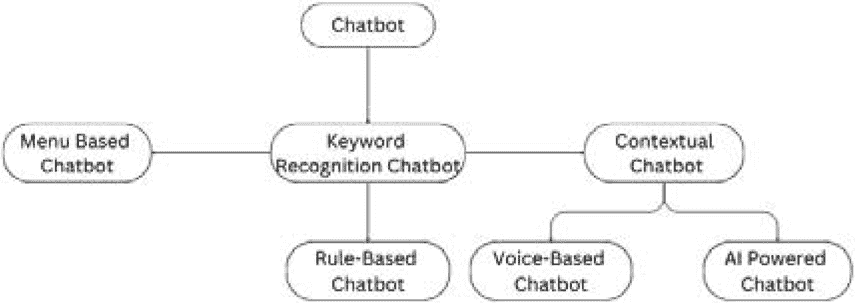 Chatbot
Menu Based
Chatbot
Keyword
Recognition Chatbot
Contextual
Chatbot
Rule-Based
Chatbot
Voice-Based
Chatbot
AI Powered
Chatbot